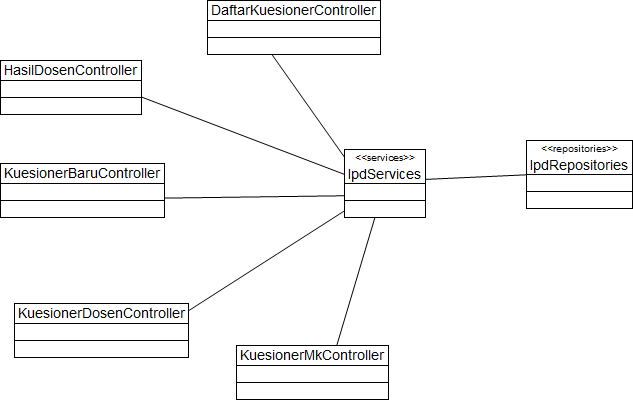 DaftarKuesionerController
HasilDosenController
<<services>>
IpdServices
<<repositories>>
IpdRepositories
KuesionerBaruController
KuesionerDosenController
KuesionerMkController